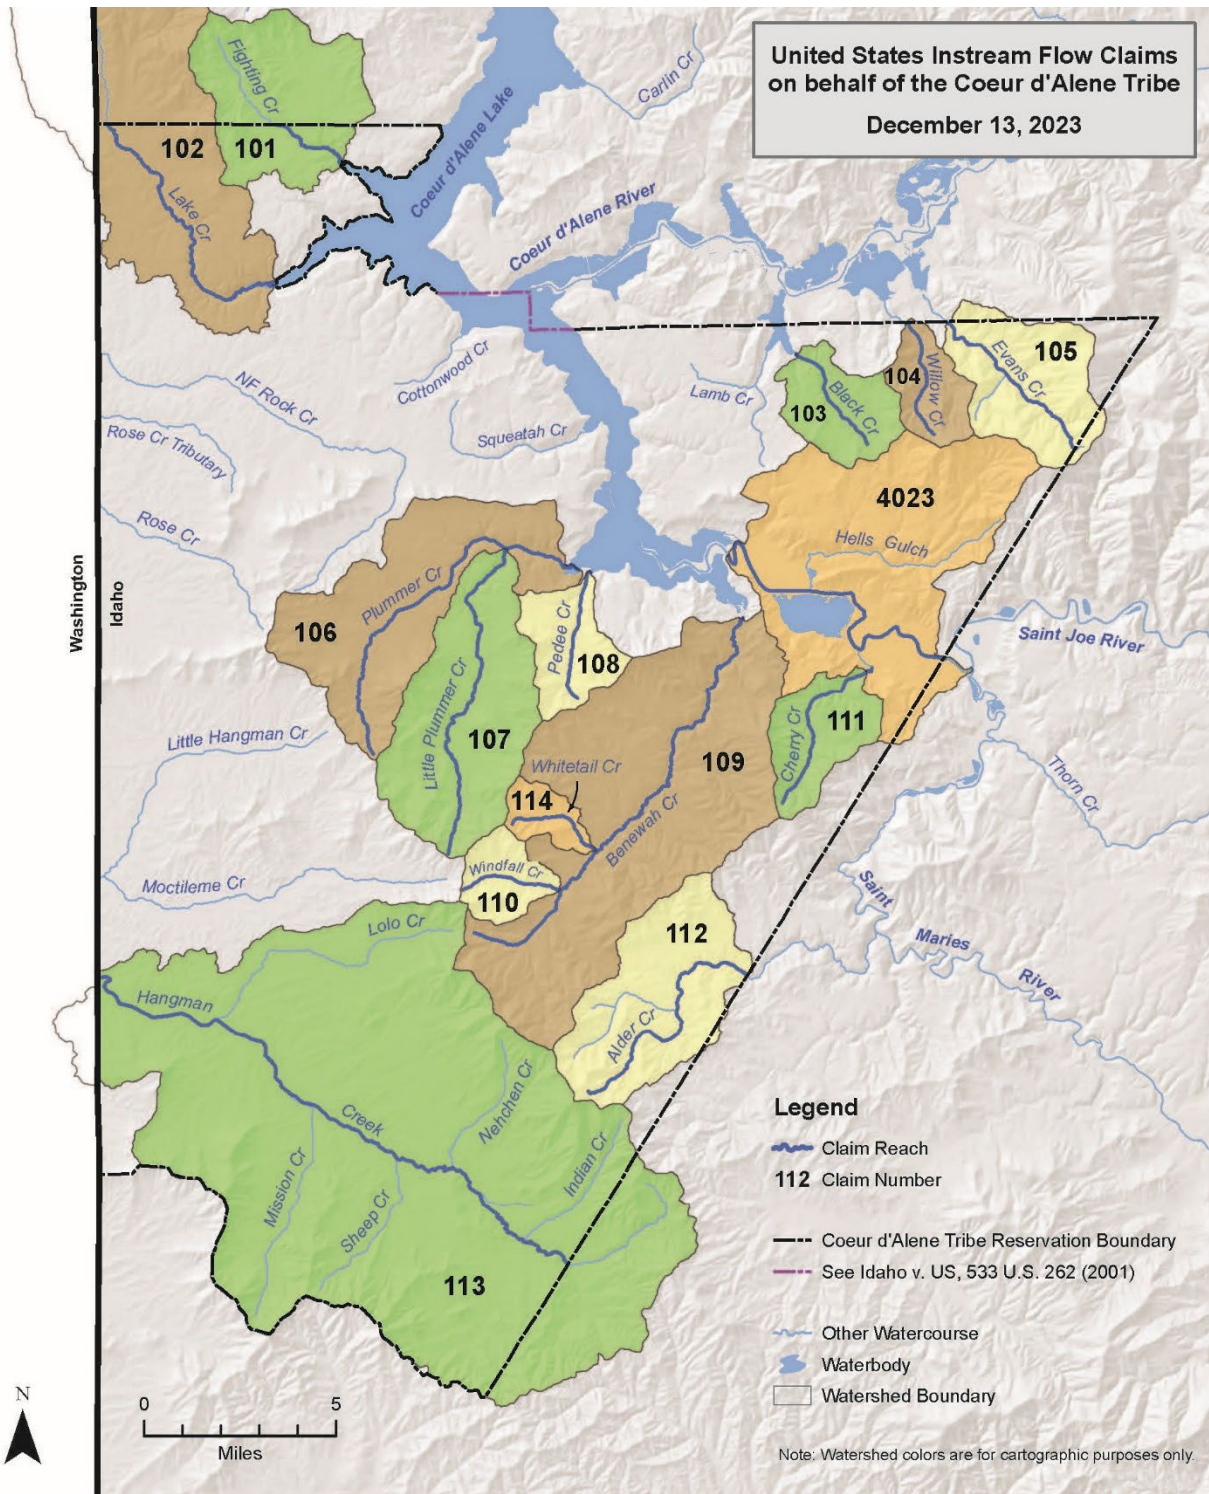 United States Instream Flow Claims
on behalf of the Coeur d'Alene Tribe
December 13, 2023
Fighting Cr
Carlin Cr
Coeur d'Alene Lake
102
101
Lake Cr
Coeur d'Alene River
105
Evans Cr
104
Willow Cr
103
Black Cr
Lamb Cr
Cottonwood Cr
NF Rock Cr
Squeatah Cr
Rose Cr Tributary
4023
Rose Cr
Hells Gulch
Washington
Idaho
Plummer Cr
106
Pedee Cr
108
Saint Joe River
Little Plummer Cr
107
Cherry Cr
111
Little Hangman Cr
109
Whitetail Cr
114
Thorn Cr
Benewah Cr
Windfall Cr
110
Moctileme Cr
Saint
Maries
River
Lolo Cr
112
Hangman
Alder Cr
Nehchen Cr
Creek
Indian Cr
Mission Cr
Sheep Cr
113
Legend
Claim Reach
112 Claim Number
Coeur d'Alene Tribe Reservation Boundary
See Idaho v. US, 533 U.S. 262 (2001)
Other Watercourse
Waterbody
Watershed Boundary
N
0 5
Miles
Note: Watershed colors are for cartographic purposes only.